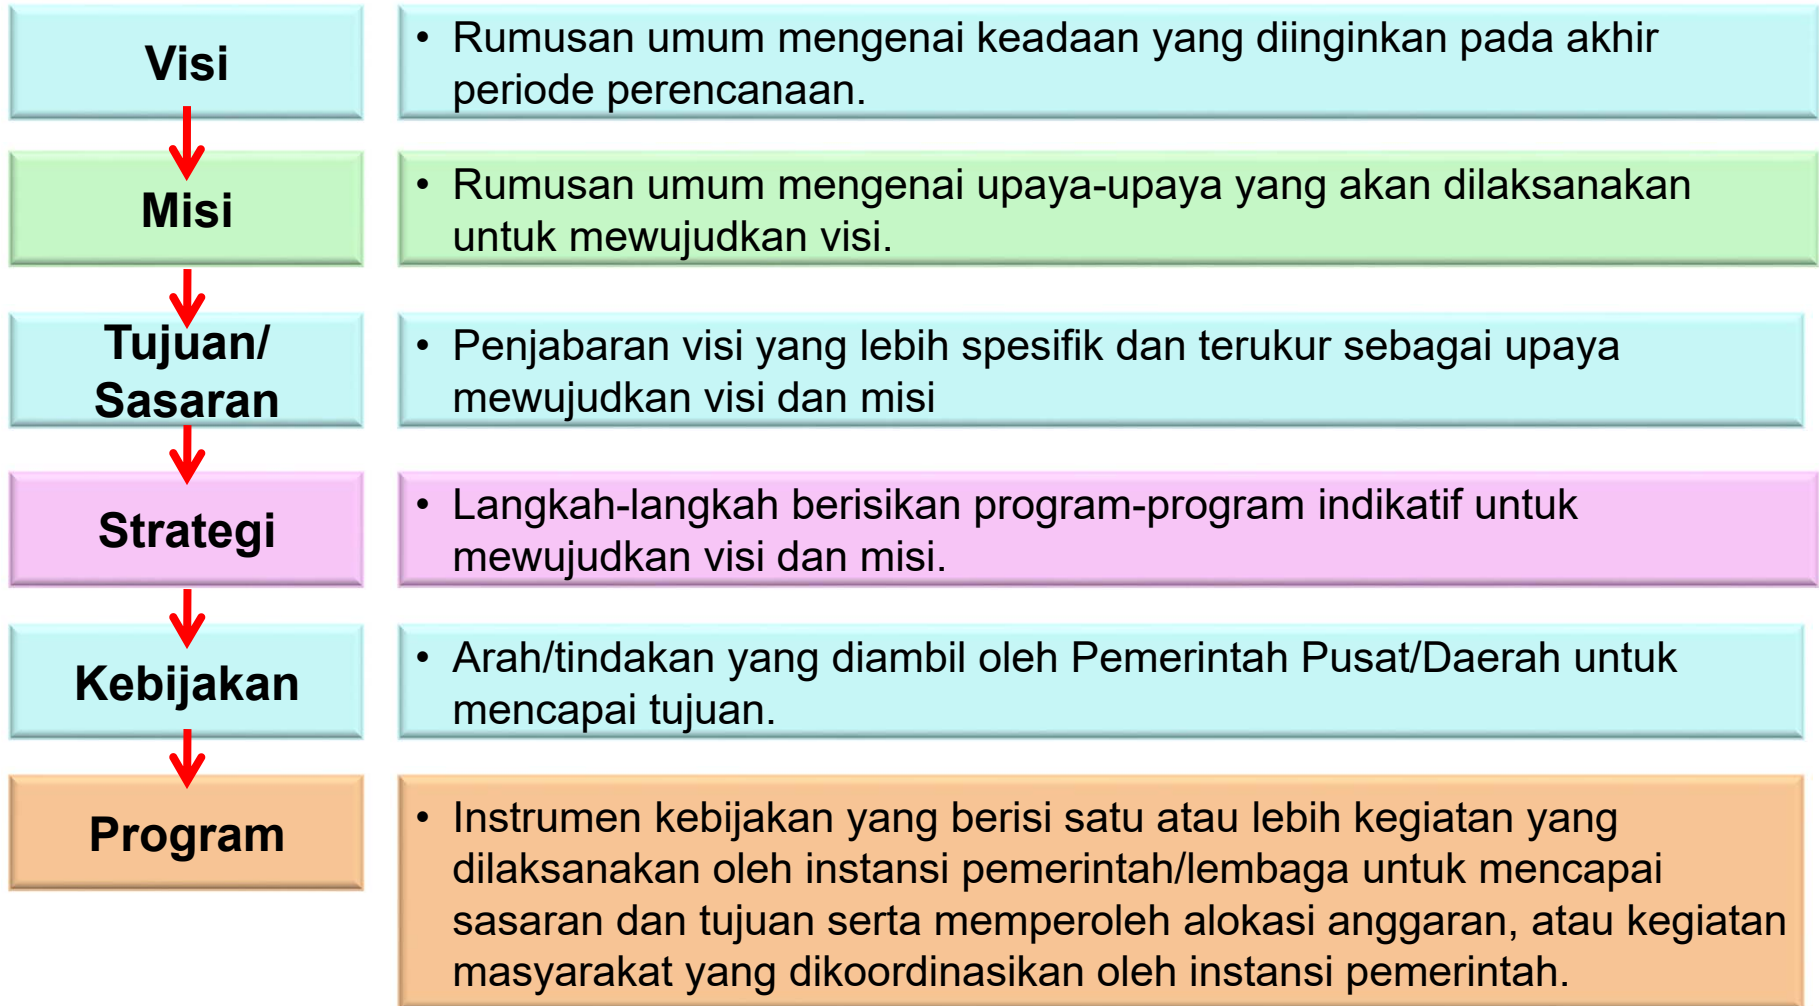 Visi
• Rumusan umum mengenai keadaan yang diinginkan pada akhir
periode perencanaan.
Misi
• Rumusan umum mengenai upaya-upaya yang akan dilaksanakan
untuk mewujudkan visi.
Tujuan/
Sasaran
• Penjabaran visi yang lebih spesifik dan terukur sebagai upaya
mewujudkan visi dan misi
Strategi
• Langkah-langkah berisikan program-program indikatif untuk
mewujudkan visi dan misi.
Kebijakan
• Arah/tindakan yang diambil oleh Pemerintah Pusat/Daerah untuk
mencapai tujuan.
Program
• Instrumen kebijakan yang berisi satu atau lebih kegiatan yang
dilaksanakan oleh instansi pemerintah/lembaga untuk mencapai
sasaran dan tujuan serta memperoleh alokasi anggaran, atau kegiatan
masyarakat yang dikoordinasikan oleh instansi pemerintah.